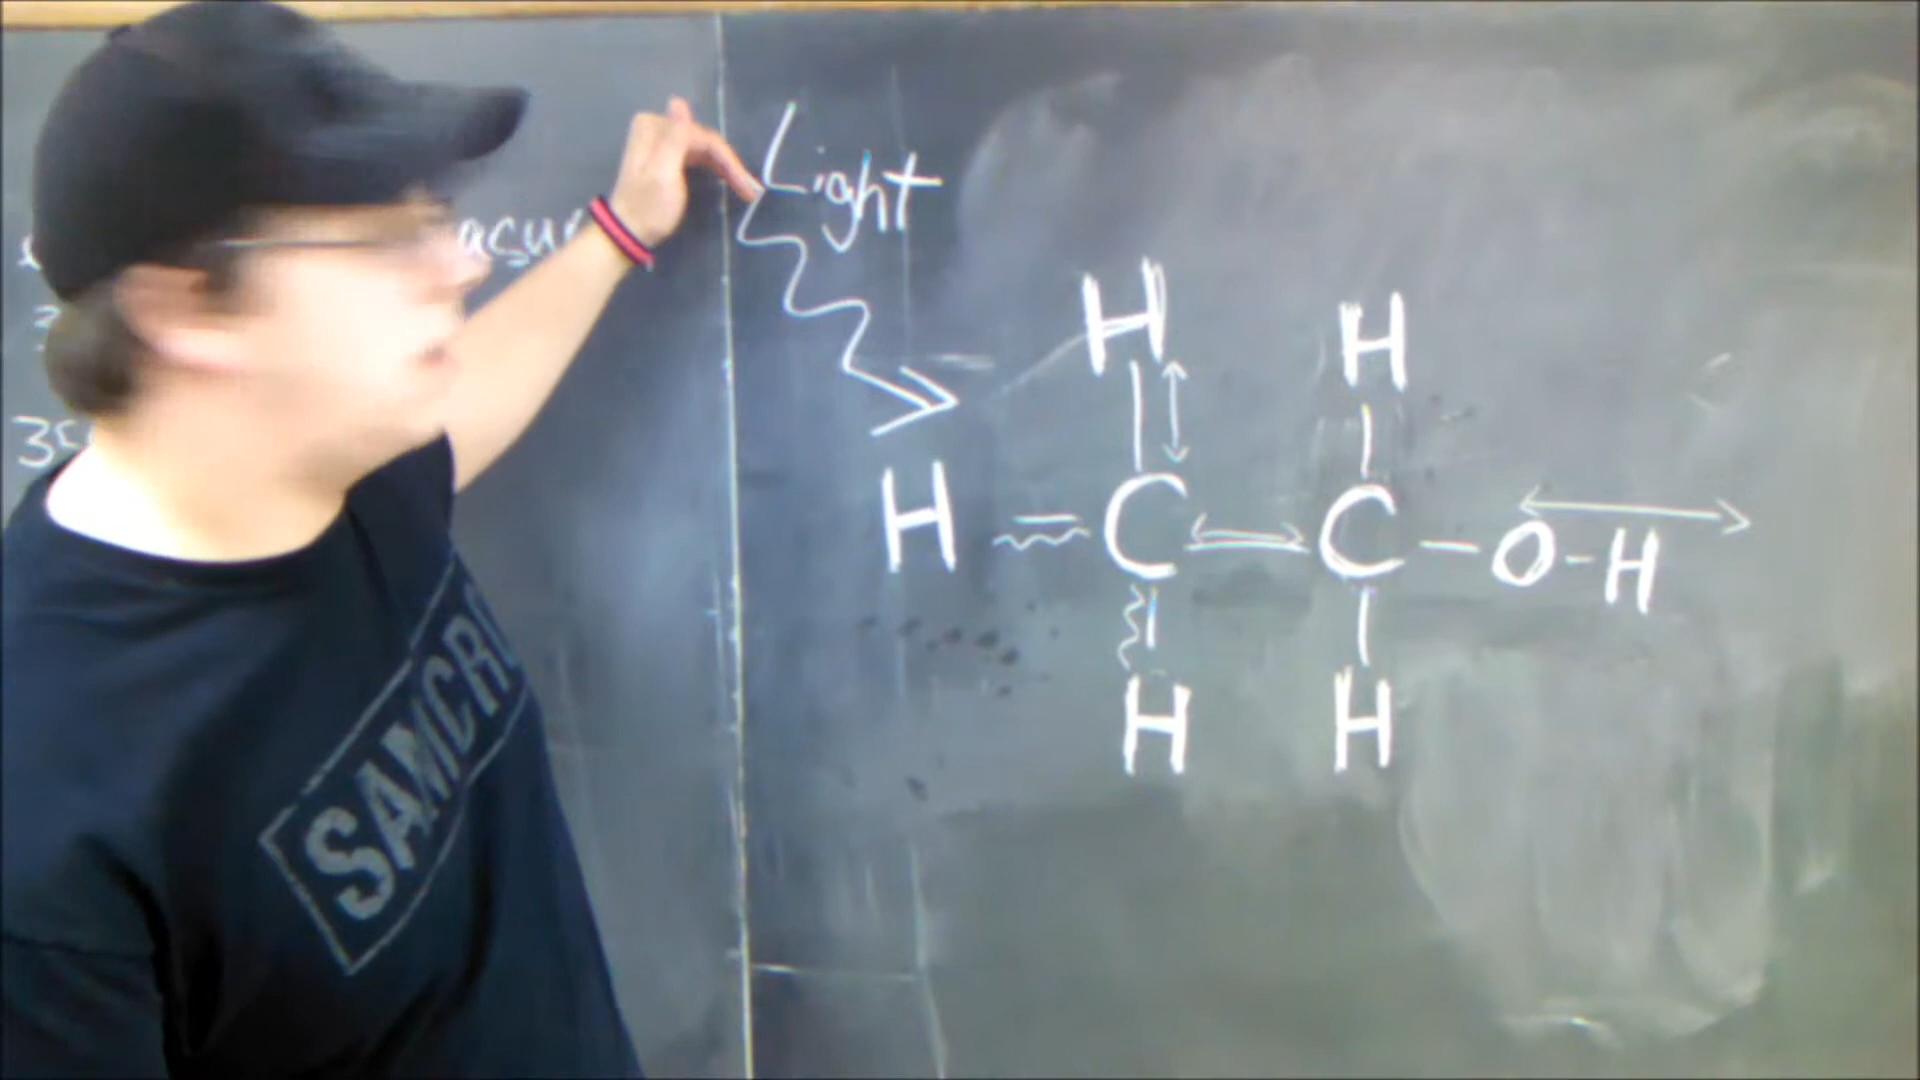 Light
H H
H C C O-H
H H
SAMCRO